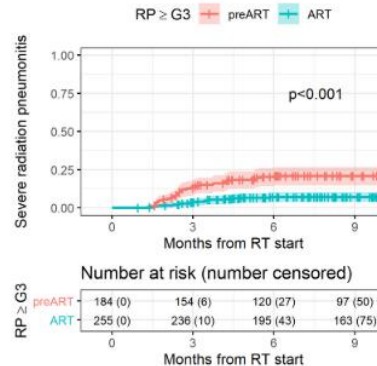 RP ≥ G3 preART ART
Severe radiation pneumonitis
1.00
0.75
0.50
0.25
0.00
p<0.001
0 3 6 9
Months from RT start
Number at risk (number censored)
RP ≥ G3
preART 184 (0) 154 (6) 120 (27) 97 (50)
ART 255 (0) 236 (10) 195 (43) 163 (75)
0 3 6 9
Months from RT start